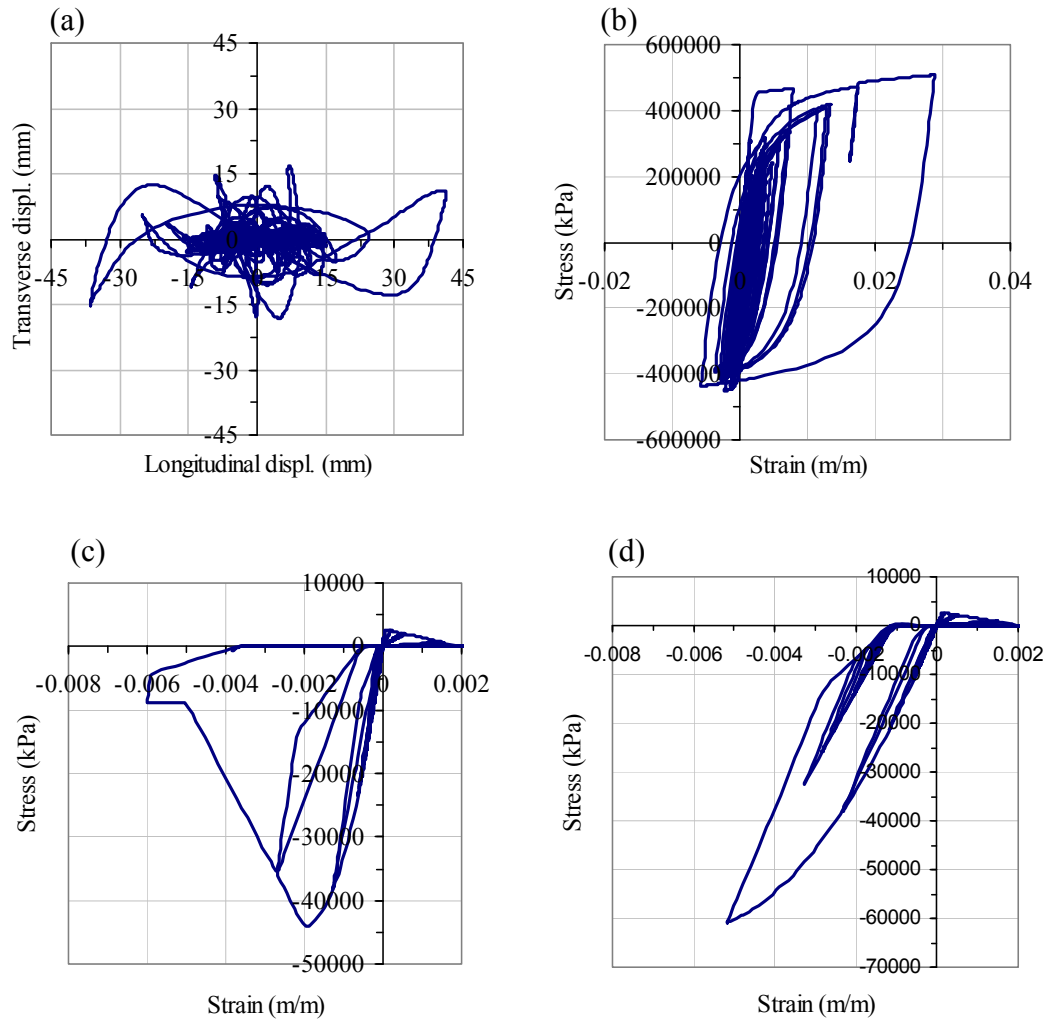 (a)
45
30
15
0
-45 -30 -15 0 15 30 45
-15
-30
-45
Transverse displ. (mm)
Longitudinal displ. (mm)
(b)
600000
400000
200000
0
-0.02 0 0.02 0.04
-200000
-400000
-600000
Stress (kPa)
Strain (m/m)
(c)
10000
0
-0.008 -0.006 -0.004 -0.002 0 0.002
-10000
-20000
-30000
-40000
-50000
Stress (kPa)
Strain (m/m)
(d)
10000
0
-0.008 -0.006 -0.004 -0.002 0 0.002
-10000
-20000
-30000
-40000
-50000
-60000
-70000
Stress (kPa)
Strain (m/m)